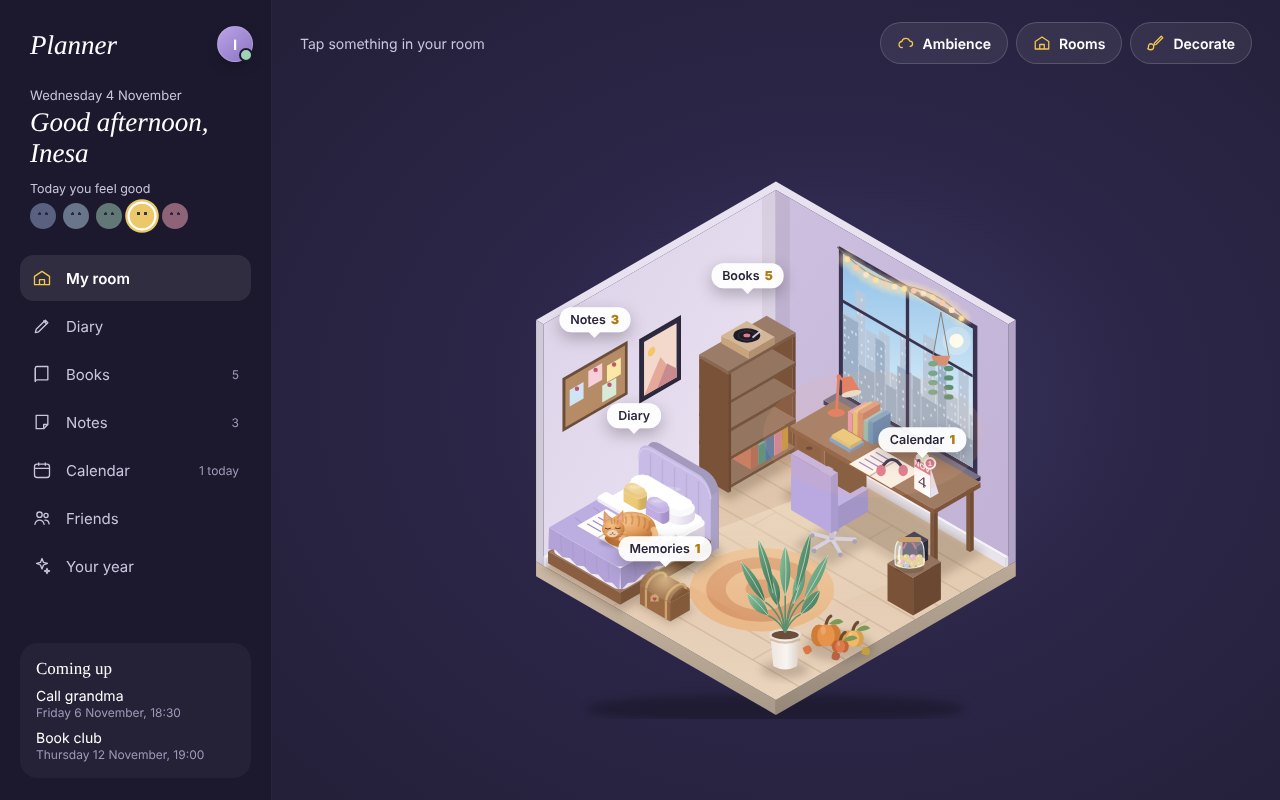 Planner
I
Wednesday 4 November
Good afternoon,
Inesa
Today you feel good
My room
Diary
Books 5
Notes 3
Calendar 1 today
Friends
Your year
Coming up
Call grandma
Friday 6 November, 18:30
Book club
Thursday 12 November, 19:00
Tap something in your room
Ambience
Rooms
Decorate
Books 5
Notes 3
Diary
Calendar 1
NOV 1
4
Memories 1